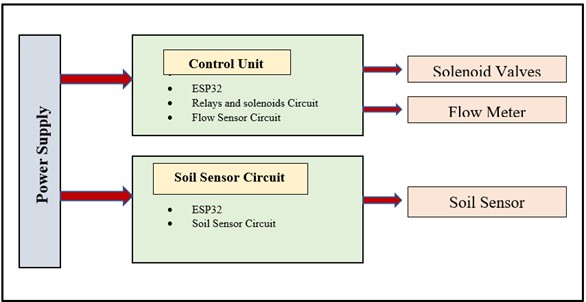 Power Supply
Control Unit
• ESP32
• Relays and solenoids Circuit
• Flow Sensor Circuit
Solenoid Valves
Flow Meter
Soil Sensor Circuit
• ESP32
• Soil Sensor Circuit
Soil Sensor